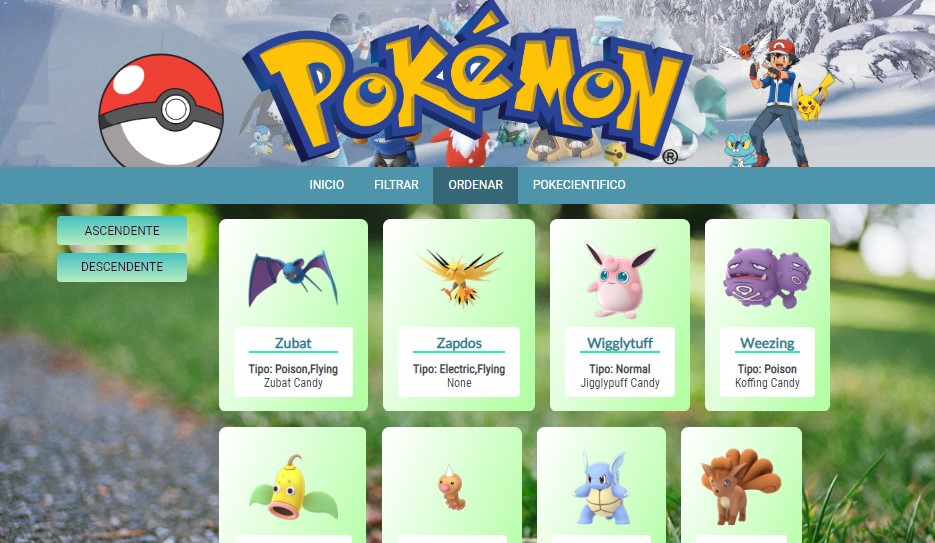 POKéMON
®
INICIO FILTRAR ORDENAR POKECIENTIFICO
ASCENDENTE
DESCENDENTE
Zubat
Tipo: Poison,Flying
Zubat Candy
Zapdos
Tipo: Electric,Flying
None
Wigglytuff
Tipo: Normal
Jigglypuff Candy
Weezing
Tipo: Poison
Koffing Candy